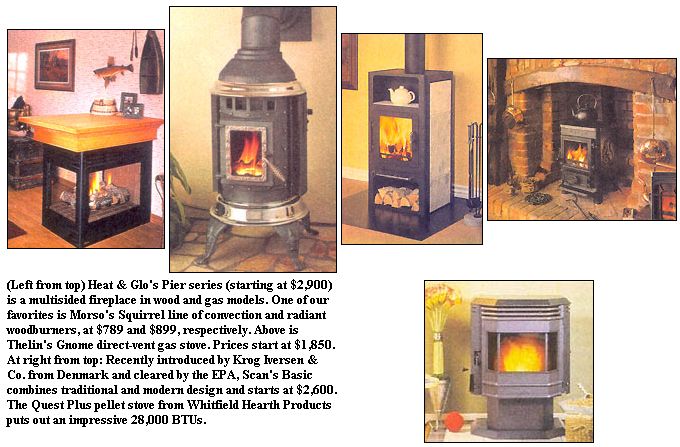 (Left from top) Heat & Glo's Pier series (starting at $2,900)
is a multisided fireplace in wood and gas models. One of our
favorites is Morso's Squirrel line of convection and radiant
woodburners, at $789 and $899, respectively. Above is
Thelin's Gnome direct-vent gas stove. Prices start at $1,850.
At right from top: Recently introduced by Krog Iversen &
Co. from Denmark and cleared by the EPA, Scan's Basic
combines traditional and modern design and starts at $2,600.
The Quest Plus pellet stove from Whitfield Hearth Products
puts out an impressive 28,000 BTUs.